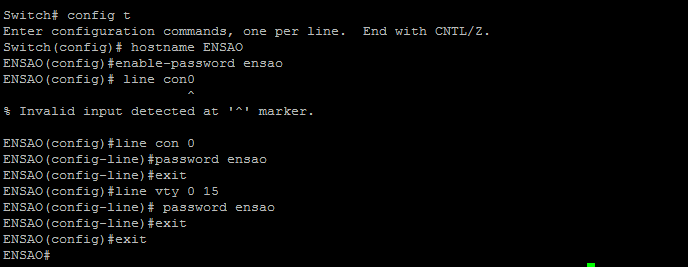 Switch# config t
Enter configuration commands, one per line.  End with CNTL/Z.
Switch(config)# hostname ENSAO
ENSAO(config)#enable-password ensao
ENSAO(config)# line con0
^
% Invalid input detected at '^' marker.
ENSAO(config)#line con 0
ENSAO(config-line)#password ensao
ENSAO(config-line)#exit
ENSAO(config)#line vty 0 15
ENSAO(config-line)# password ensao
ENSAO(config-line)#exit
ENSAO(config)#exit
ENSAO#